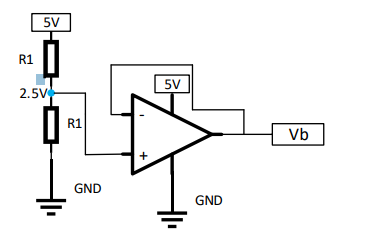 5V
R1
5V
2.5V
-
R1
Vb
+
GND
GND